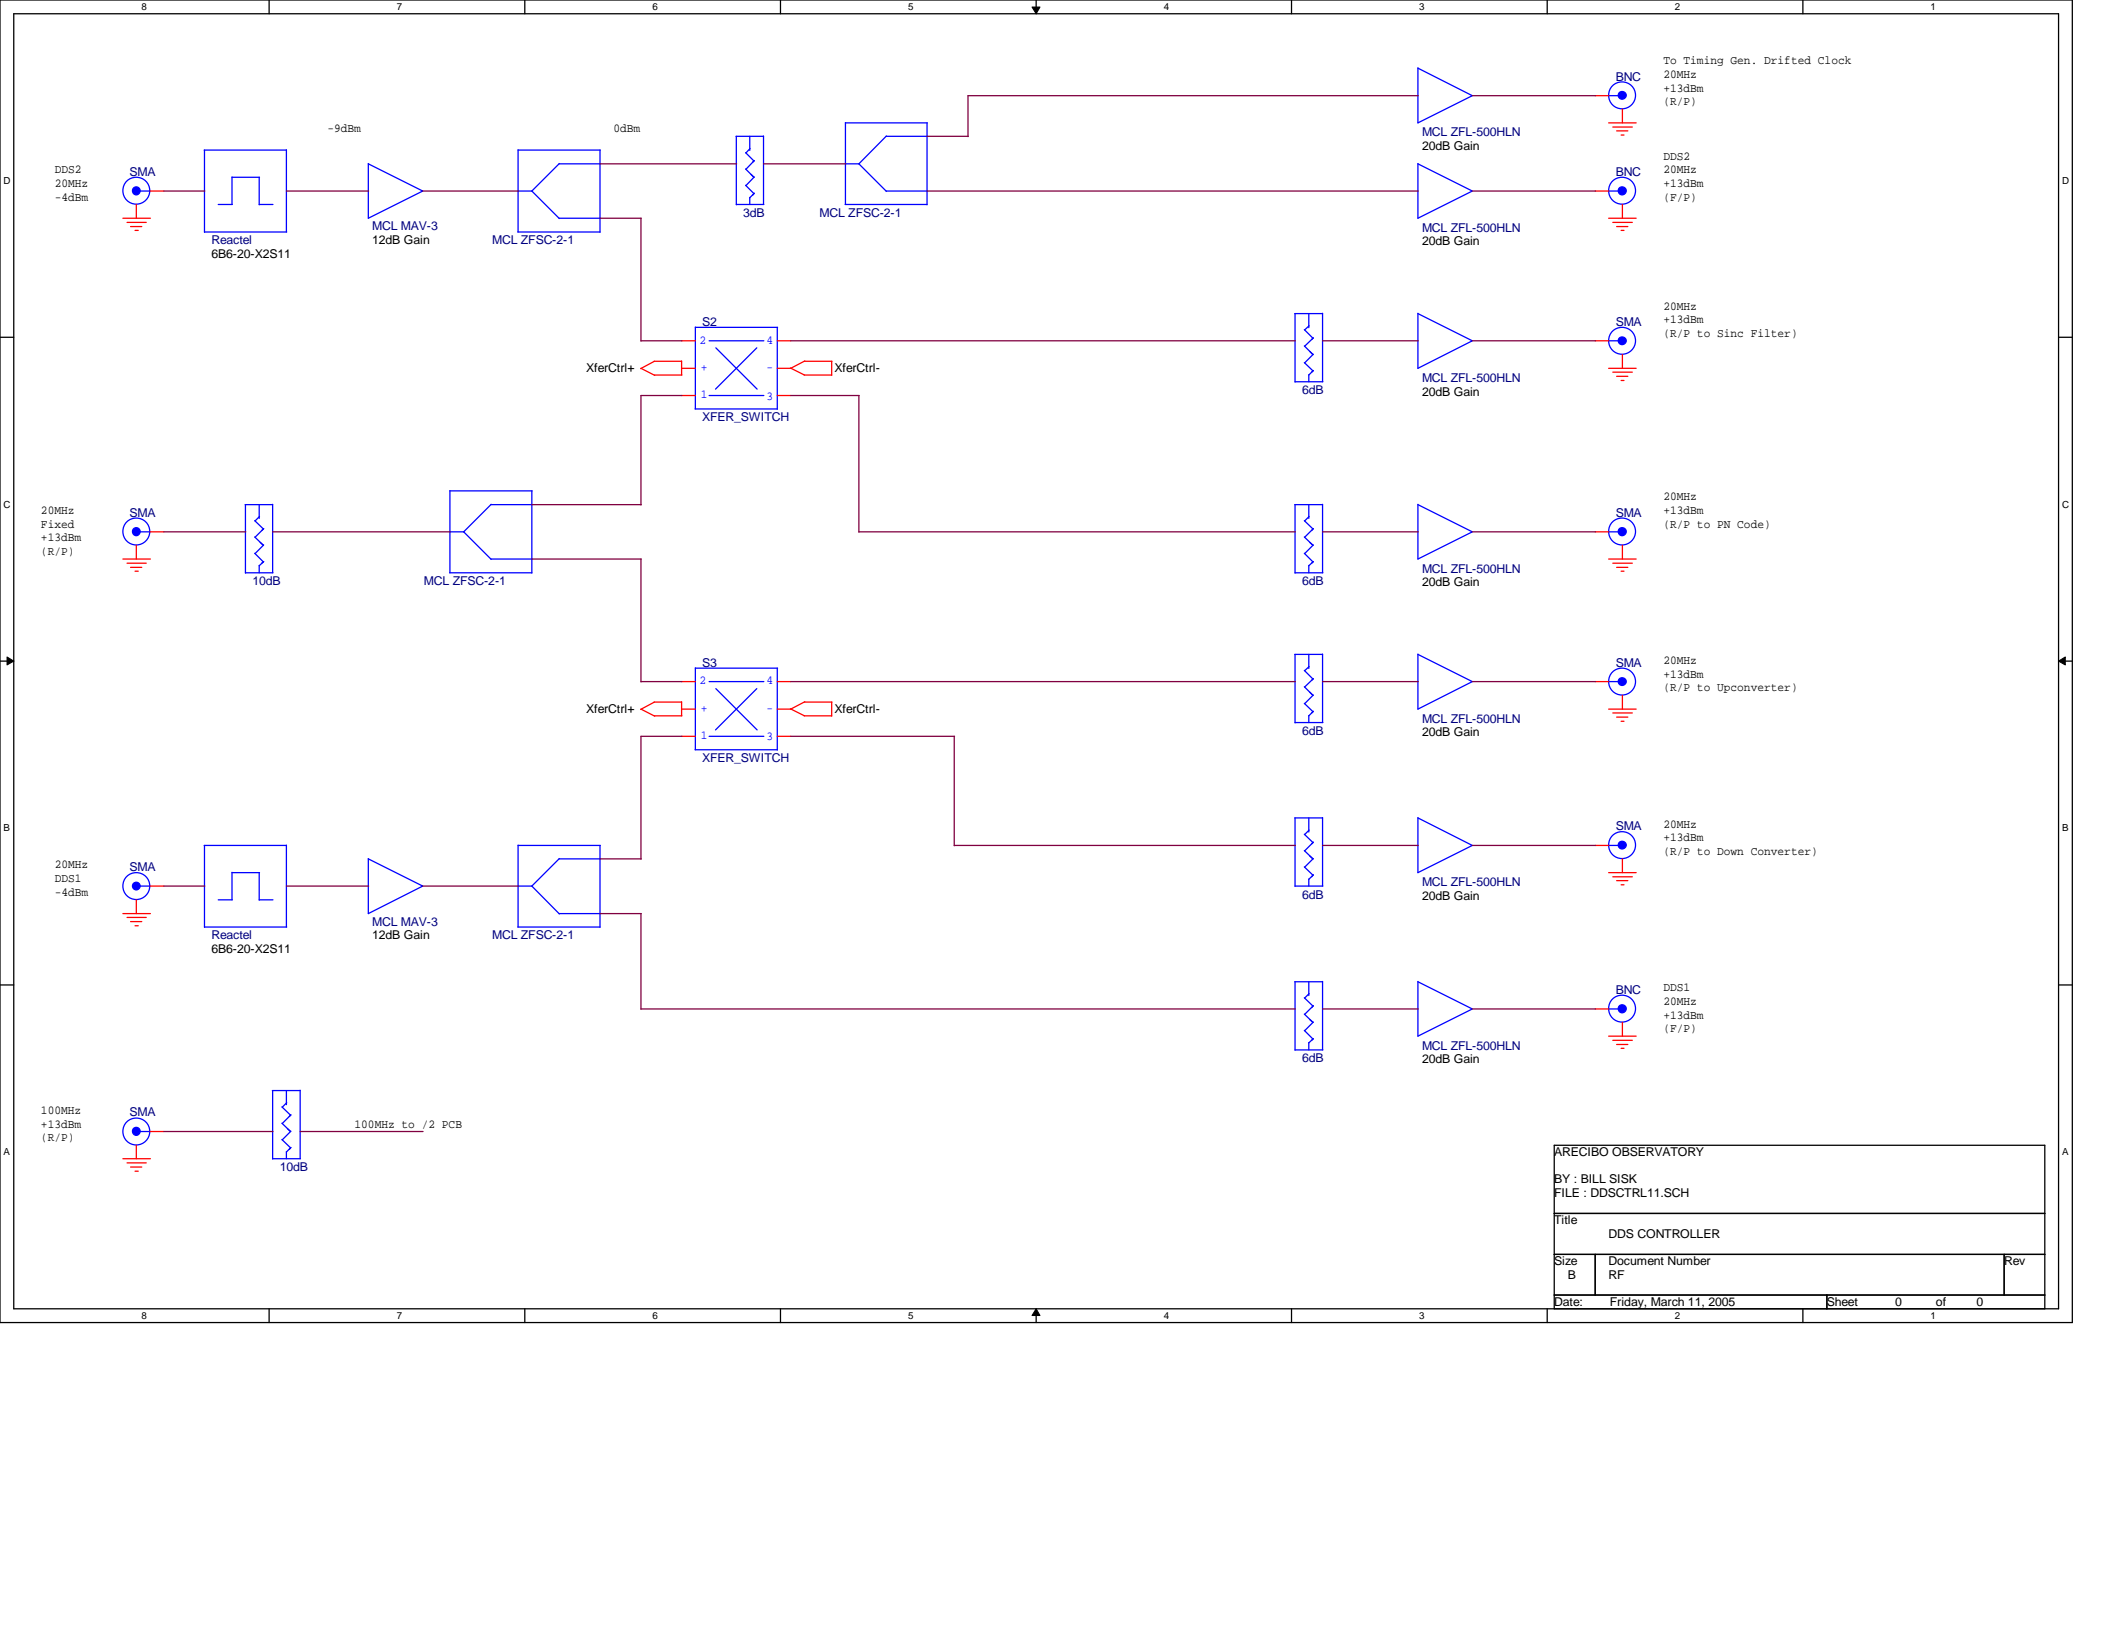 8 7 6 5 4 3 2 1
To Timing Gen. Drifted Clock
20MHz
+13dBm
(R/P)
BNC
MCL ZFL-500HLN
20dB Gain
-9dBm
0dBm
DDS2
20MHz
-4dBm
SMA
Reactel
6B6-20-X2S11
MCL MAV-3
12dB Gain
MCL ZFSC-2-1
3dB
MCL ZFSC-2-1
DDS2
20MHz
+13dBm
(F/P)
BNC
MCL ZFL-500HLN
20dB Gain
D
D
S2
2
4
XferCtrl+
+
-
XferCtrl-
1
3
XFER_SWITCH
6dB
MCL ZFL-500HLN
20dB Gain
SMA
20MHz
+13dBm
(R/P to Sinc Filter)
C
C
20MHz
Fixed
+13dBm
(R/P)
SMA
10dB
MCL ZFSC-2-1
6dB
MCL ZFL-500HLN
20dB Gain
SMA
20MHz
+13dBm
(R/P to PN Code)
S3
2
4
XferCtrl+
+
-
XferCtrl-
1
3
XFER_SWITCH
6dB
MCL ZFL-500HLN
20dB Gain
SMA
20MHz
+13dBm
(R/P to Upconverter)
B
B
20MHz
DDS1
-4dBm
SMA
Reactel
6B6-20-X2S11
MCL MAV-3
12dB Gain
MCL ZFSC-2-1
6dB
MCL ZFL-500HLN
20dB Gain
SMA
20MHz
+13dBm
(R/P to Down Converter)
6dB
MCL ZFL-500HLN
20dB Gain
BNC
DDS1
20MHz
+13dBm
(F/P)
A
A
100MHz
+13dBm
(R/P)
SMA
10dB
100MHz to /2 PCB
ARECIBO OBSERVATORY
BY : BILL SISK
FILE : DDSCTRL11.SCH
Title
DDS CONTROLLER
Size
B
Document Number
RF
Rev
Date: Friday, March 11, 2005 Sheet 0 of 0
8 7 6 5 4 3 2 1